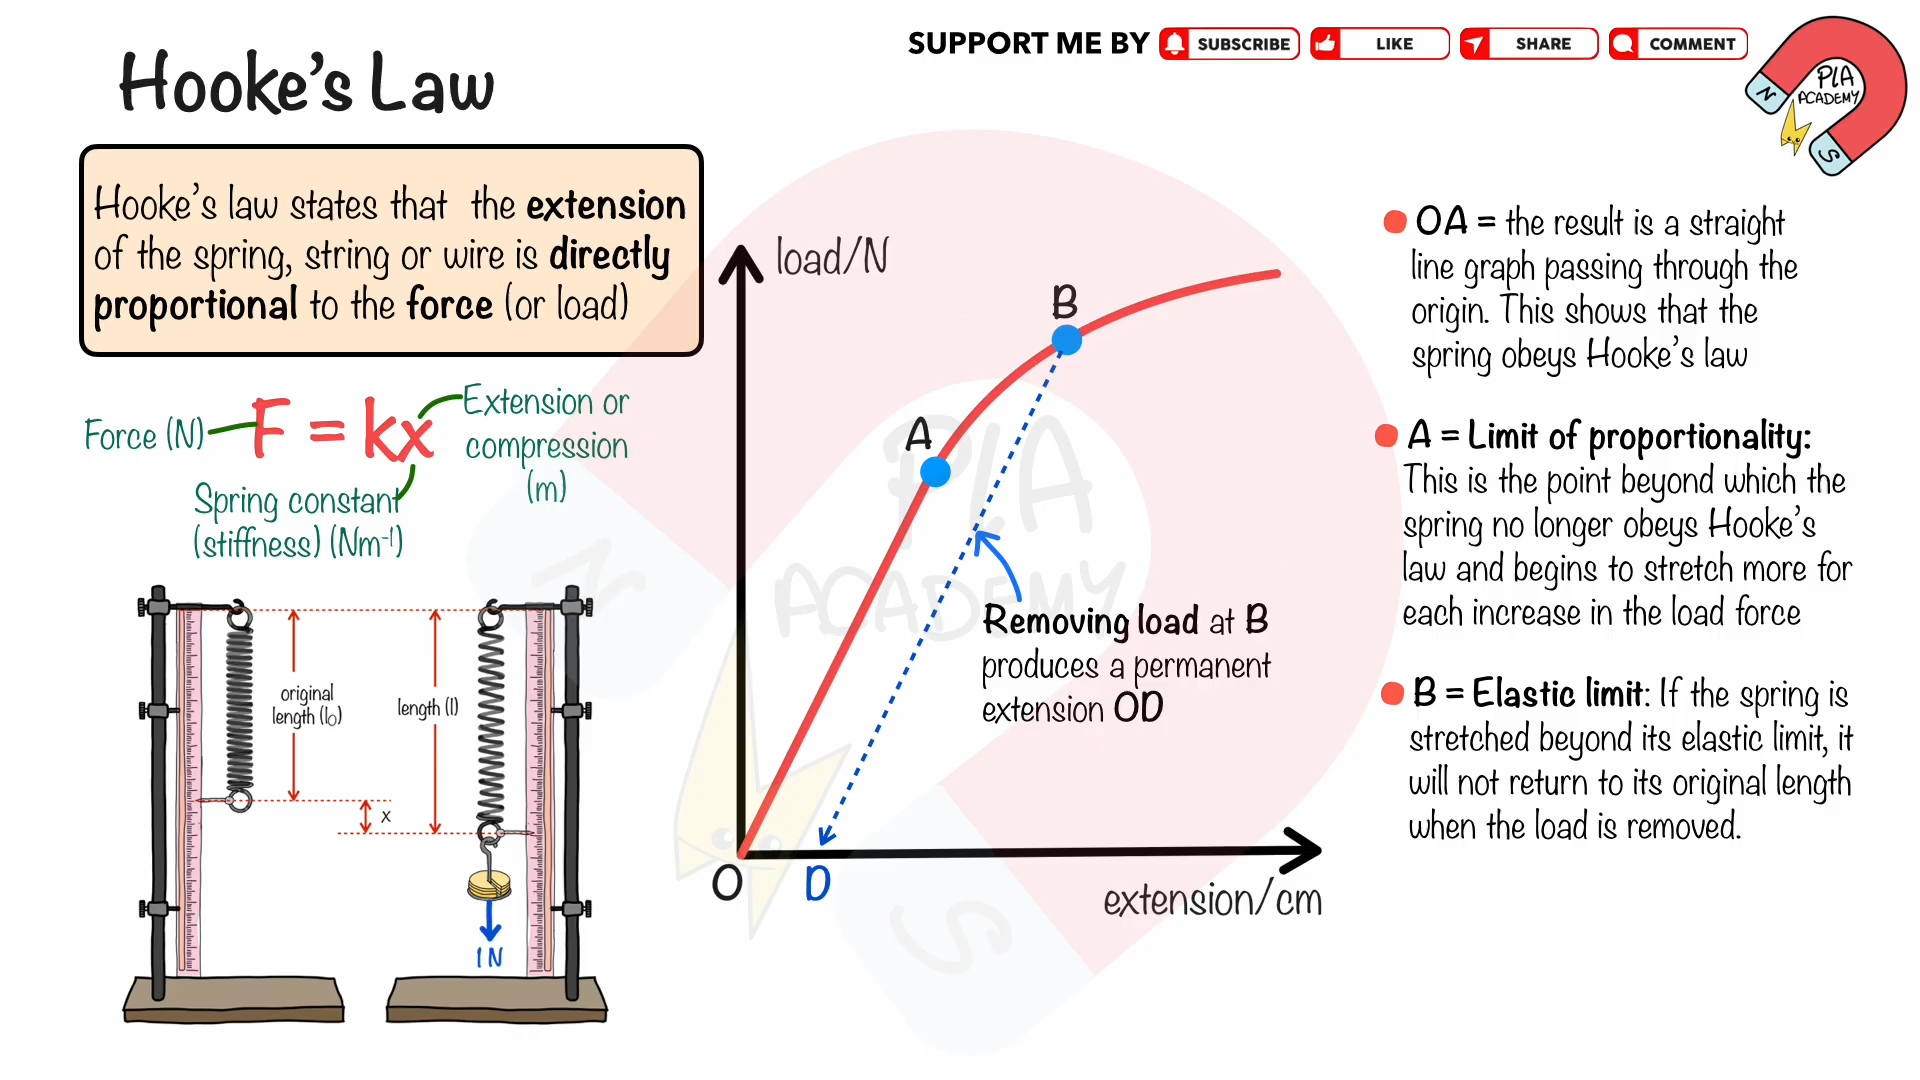 SUPPORT ME BY
SUBSCRIBE
LIKE
SHARE
COMMENT
PLA
ACADEMY
N
S
Hooke's Law
Hooke's law states that the extension
of the spring, string or wire is directly
proportional to the force (or load)
Force (N)
F = kx
Extension or
compression
(m)
Spring constant
(stiffness) (Nm⁻¹)
original
length (l₀)
length (l)
x
1N
load/N
B
A
Removing load at B
produces a permanent
extension OD
O
D
extension/cm
PLA
ACADEMY
N
S
OA = the result is a straight
line graph passing through the
origin. This shows that the
spring obeys Hooke's law
A = Limit of proportionality:
This is the point beyond which the
spring no longer obeys Hooke's
law and begins to stretch more for
each increase in the load force
B = Elastic limit: If the spring is
stretched beyond its elastic limit, it
will not return to its original length
when the load is removed.